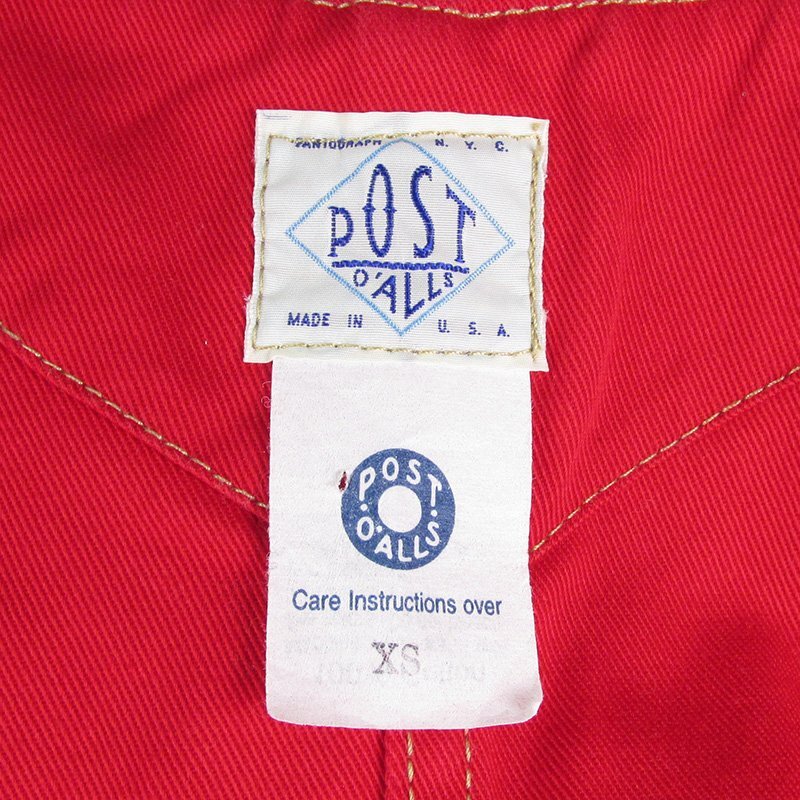 PANTOGRAPH N. Y. C.
POST
O'ALLS
MADE IN U. S. A.
POST
O'ALLS
Care Instructions over
XS